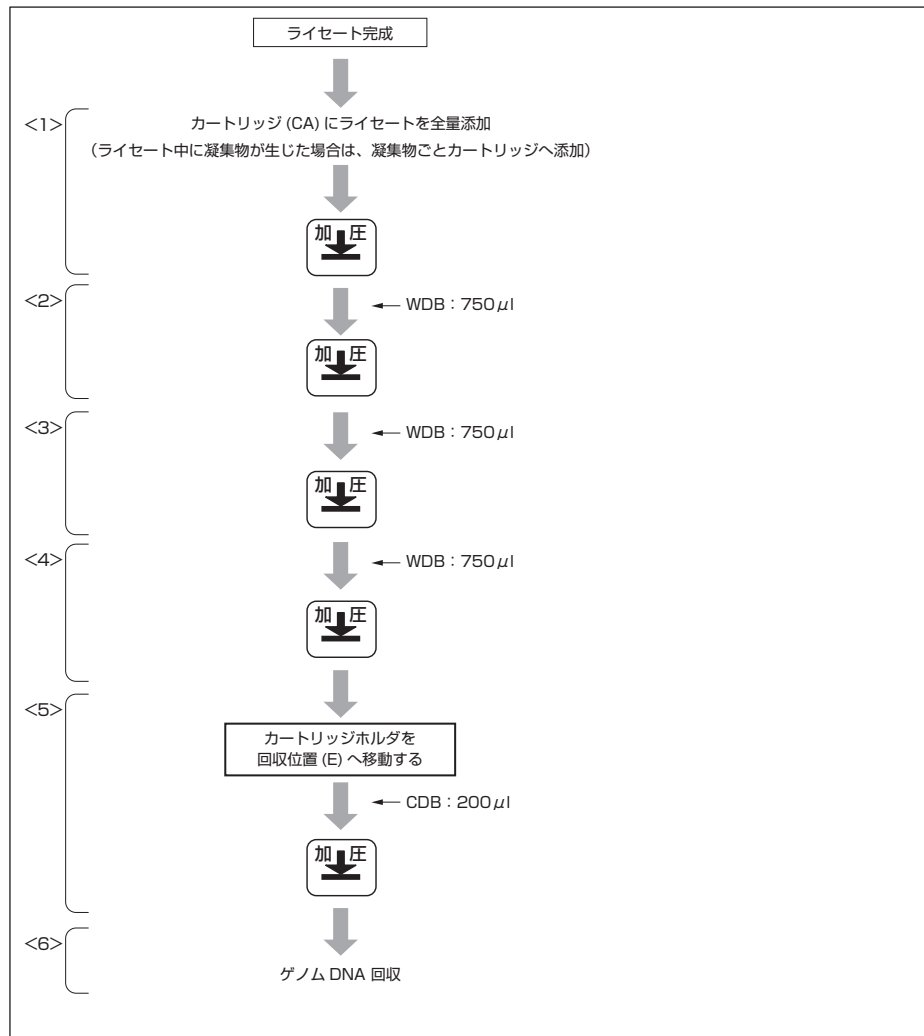 ライセート完成
<1>
カートリッジ (CA) にライセートを全量添加
（ライセート中に凝集物が生じた場合は、凝集物ごとカートリッジへ添加）
加 圧
<2>
WDB：750μl
加 圧
<3>
WDB：750μl
加 圧
<4>
WDB：750μl
加 圧
<5>
カートリッジホルダを
回収位置 (E) へ移動する
CDB：200μl
加 圧
<6>
ゲノム DNA 回収